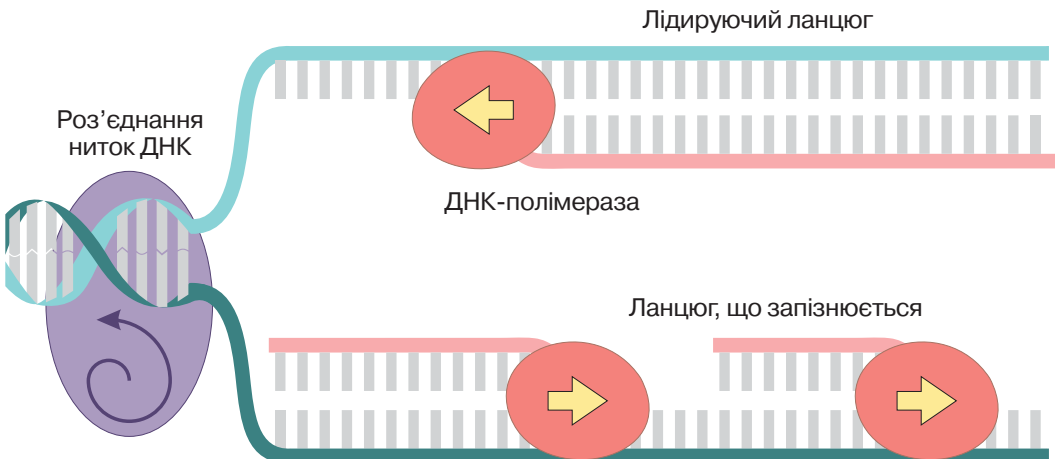 Лідируючий ланцюг
Роз’єднання
ниток ДНК
ДНК-полімераза
Ланцюг, що запізнюється